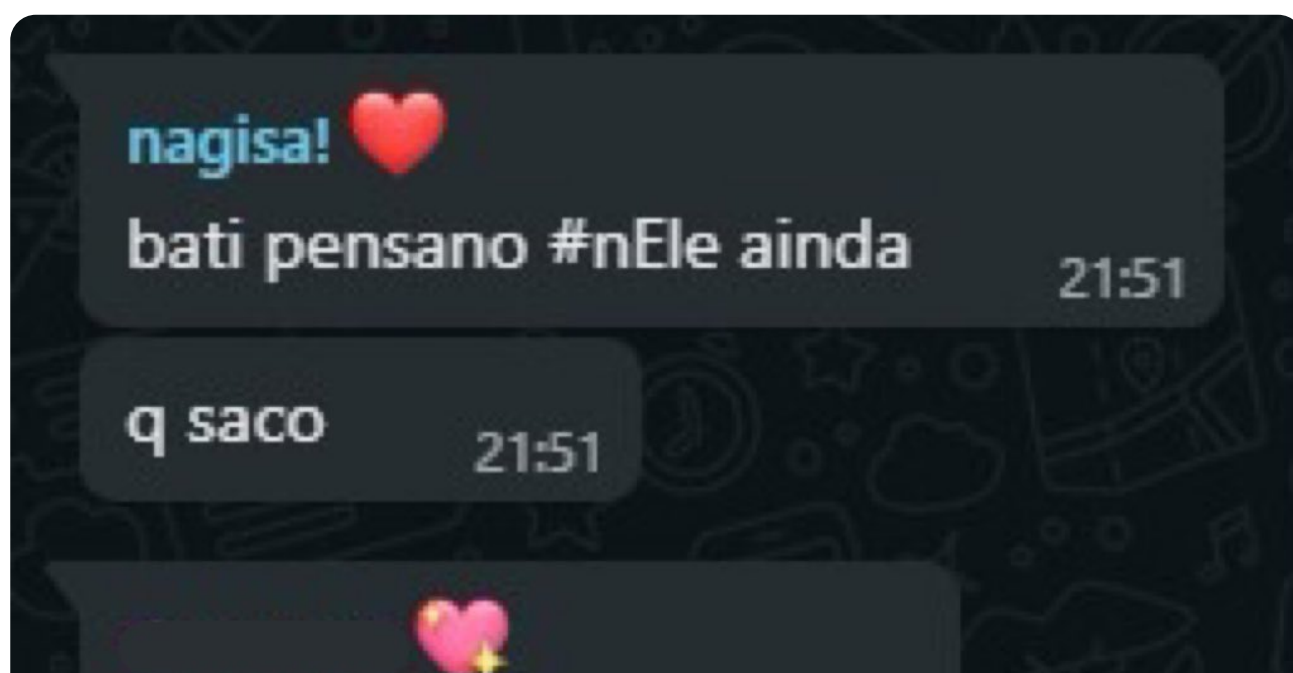 nagisa! ❤️
bati pensano #nEle ainda
21:51
q saco
21:51
💖